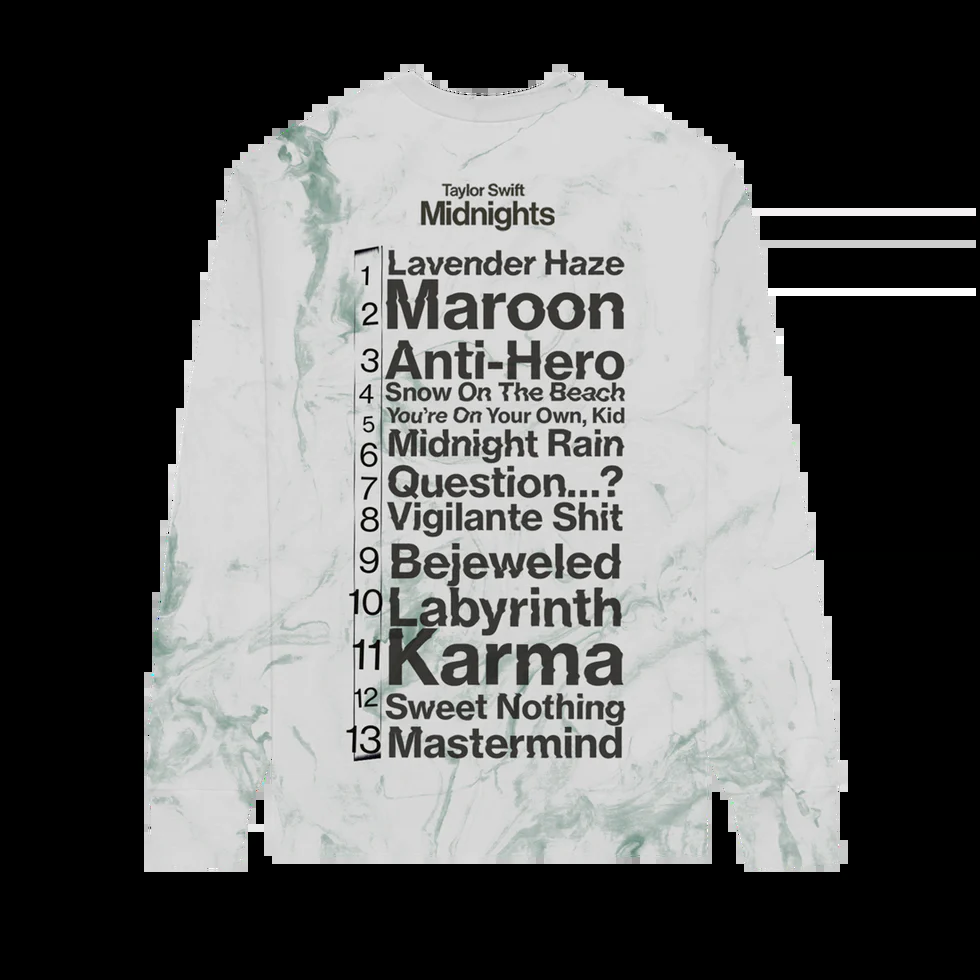 Taylor Swift
Midnights
1 Lavender Haze
2 Maroon
3 Anti-Hero
4 Snow On The Beach
5 You're On Your Own, Kid
6 Midnight Rain
7 Question...?
8 Vigilante Shit
9 Bejeweled
10 Labyrinth
11 Karma
12 Sweet Nothing
13 Mastermind